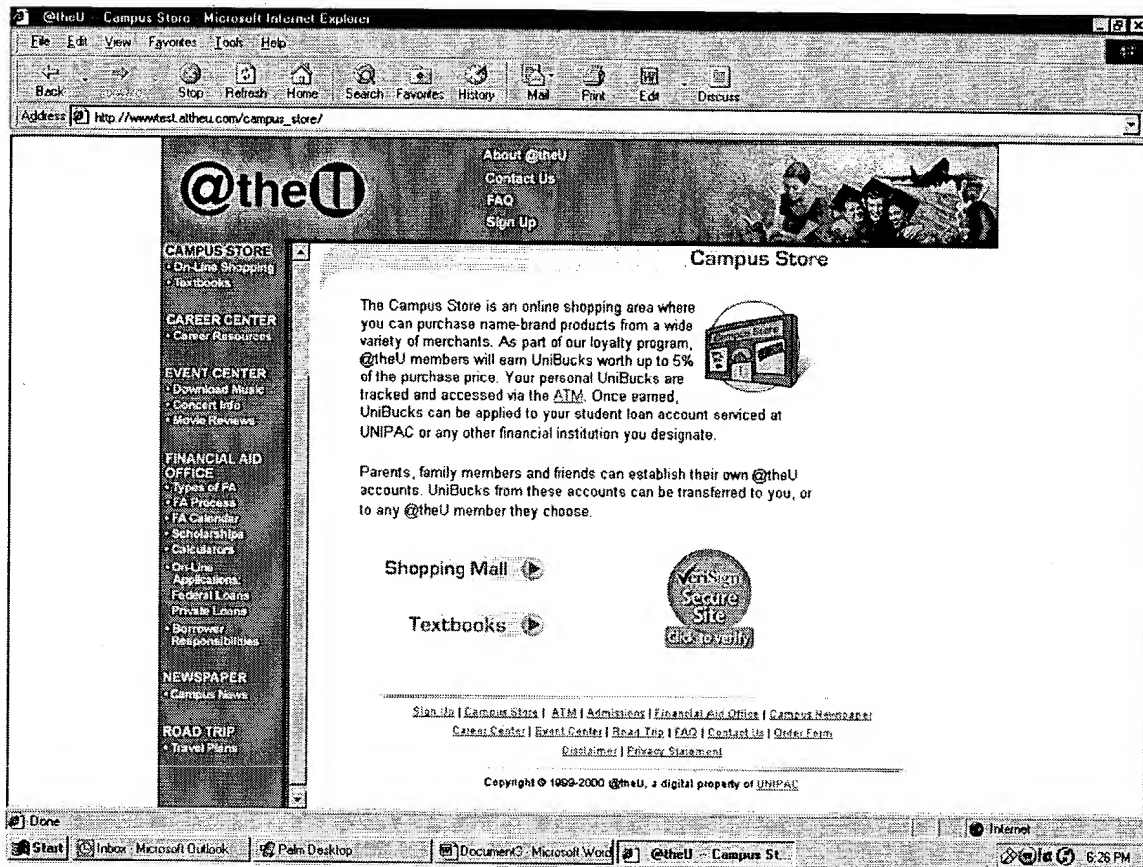 @theU - Campus Store - Microsoft Internet Explorer
File Edit View Favorites Tools Help
Back Stop Refresh Home Search Favorites History Mail Print Edit Discuss
Address http://wwwtest.attheu.com/campus_store/
@theU
About @theU
Contact Us
FAQ
Sign Up
CAMPUS STORE
• On-Line Shopping
• Textbooks
CAREER CENTER
• Career Resources
EVENT CENTER
• Download Music
• Concert Info
• Movie Reviews
FINANCIAL AID
OFFICE
• Types of FA
• FA Process
• FA Calendar
• Scholarships
• Calculators
• On-Line
Applications:
Federal Loans
Private Loans
• Borrower
Responsibilities
NEWSPAPER
• Campus News
ROAD TRIP
• Travel Plans
Campus Store
The Campus Store is an online shopping area where
you can purchase name-brand products from a wide
variety of merchants. As part of our loyalty program,
@theU members will earn UniBucks worth up to 5%
of the purchase price. Your personal UniBucks are
tracked and accessed via the ATM. Once earned,
UniBucks can be applied to your student loan account serviced at
UNIPAC or any other financial institution you designate.
Campus Store
Parents, family members and friends can establish their own @theU
accounts. UniBucks from these accounts can be transferred to you, or
to any @theU member they choose.
Shopping Mall
Textbooks
VeriSign
Secure
Site
Click to verify
Sign Up | Campus Store | ATM | Admissions | Financial Aid Office | Campus Newspaper
Career Center | Event Center | Road Trip | FAQ | Contact Us | Order Form
Disclaimer | Privacy Statement
Copyright © 1999-2000 @theU, a digital property of UNIPAC
Done
Internet
Start Inbox - Microsoft Outlook Palm Desktop Document3 - Microsoft Word @theU - Campus St... 6:26 PM